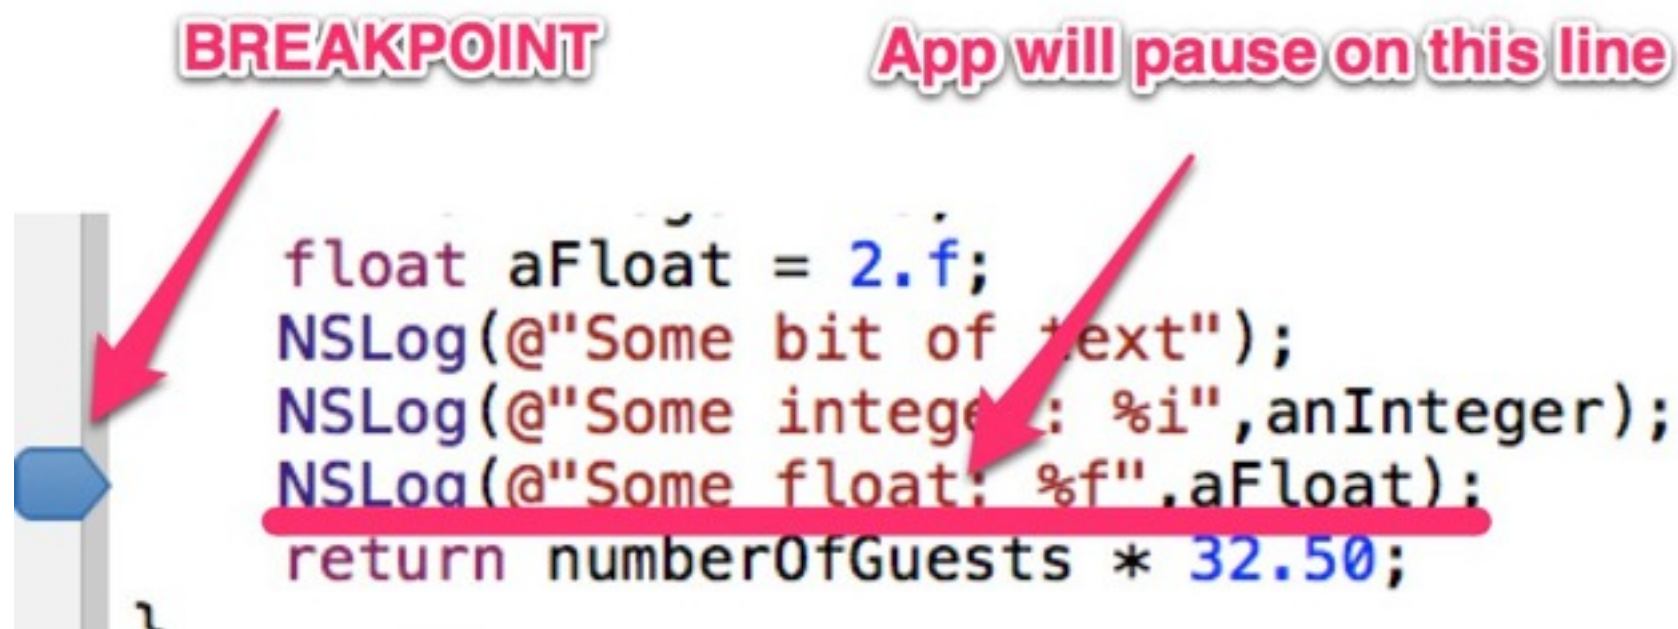 BREAKPOINT
App will pause on this line
float aFloat = 2.f;
NSLog(@"Some bit of text");
NSLog(@"Some integer: %i",anInteger);
NSLog(@"Some float: %f",aFloat);
return numberOfGuests * 32.50;
}